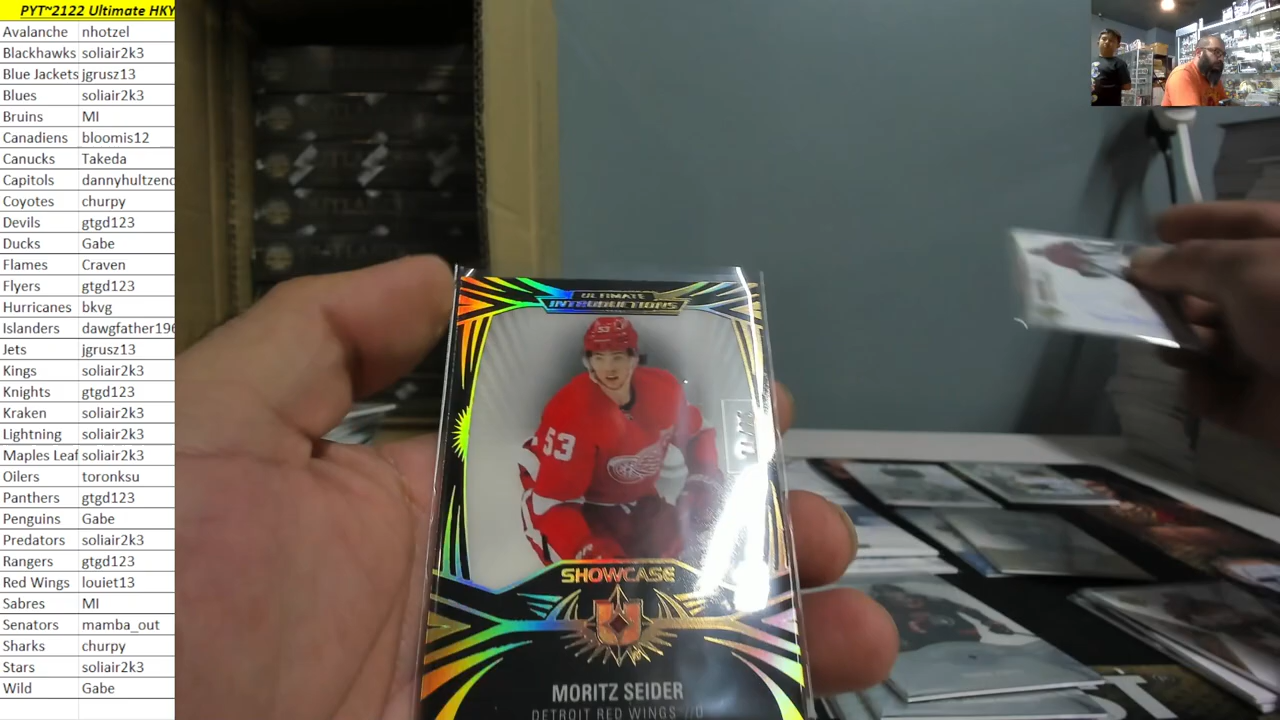 PYT~2122 Ultimate HKY
Avalanche nhotzel
Blackhawks soliair2k3
Blue Jackets jgrusz13
Blues soliair2k3
Bruins MI
Canadiens bloomis12
Canucks Takeda
Capitols dannyhultzend
Coyotes churpy
Devils gtgd123
Ducks Gabe
Flames Craven
Flyers gtgd123
Hurricanes bkvg
Islanders dawgfather196
Jets jgrusz13
Kings soliair2k3
Knights gtgd123
Kraken soliair2k3
Lightning soliair2k3
Maples Leaf soliair2k3
Oilers toronksu
Panthers gtgd123
Penguins Gabe
Predators soliair2k3
Rangers gtgd123
Red Wings louiet13
Sabres MI
Senators mamba_out
Sharks churpy
Stars soliair2k3
Wild Gabe
ULTIMATE
INTRODUCTIONS
53
53
SHOWCASE
MORITZ SEIDER
DETROIT RED WINGS //D